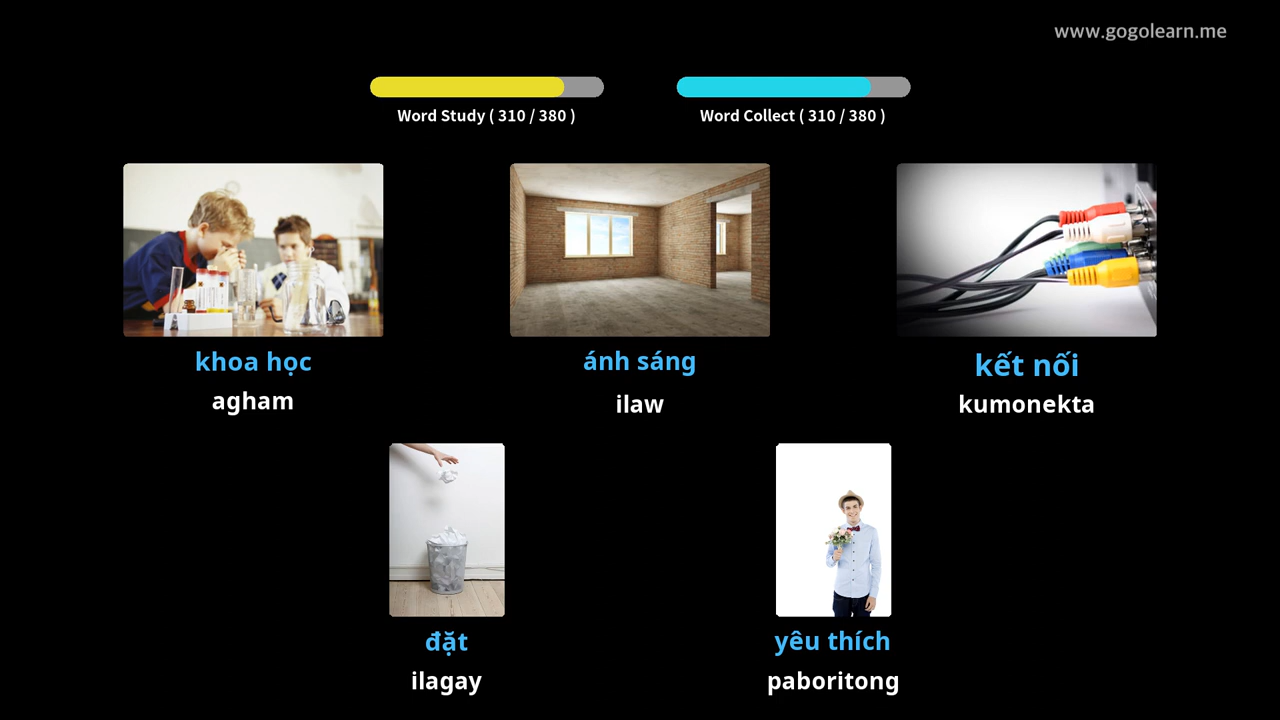 www.gogolearn.me
Word Study ( 310 / 380 )
Word Collect ( 310 / 380 )
khoa học
agham
ánh sáng
ilaw
kết nối
kumonekta
đặt
ilagay
yêu thích
paboritong